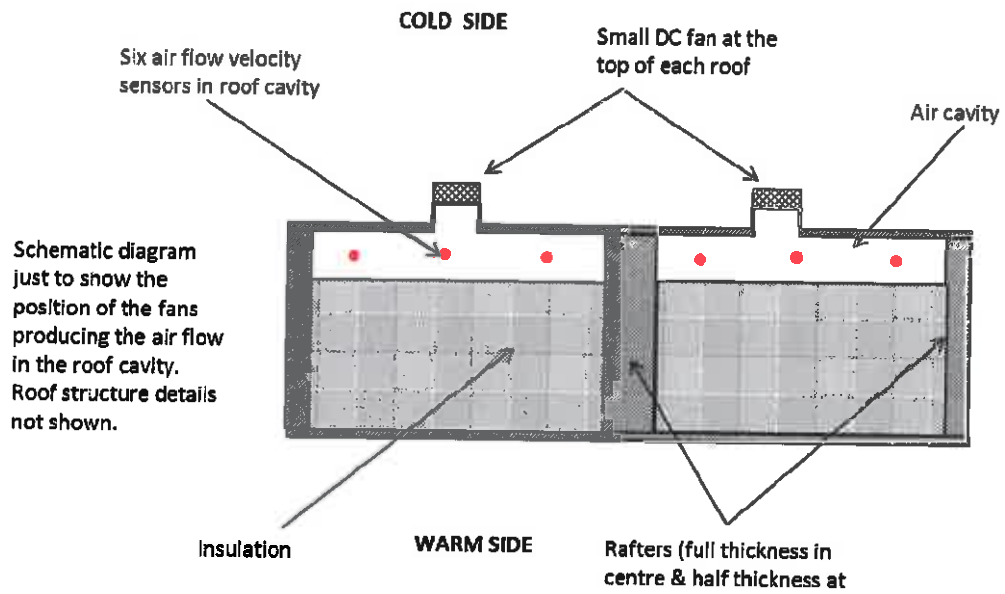 COLD SIDE
Six air flow velocity
sensors in roof cavity
Small DC fan at the
top of each roof
Air cavity
Schematic diagram
just to show the
position of the fans
producing the air flow
in the roof cavity.
Roof structure details
not shown.
Insulation
WARM SIDE
Rafters (full thickness in
centre & half thickness at